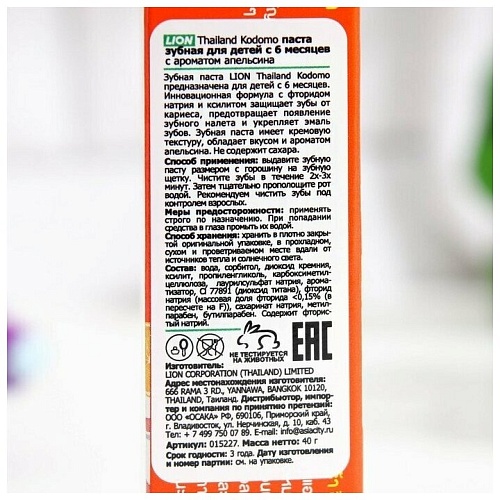 LION Thailand Kodomo паста
зубная для детей с 6 месяцев
с ароматом апельсина
Зубная паста LION Thailand Kodomo
предназначена для детей с 6 месяцев.
Инновационная формула с фторидом
натрия и ксилитом защищает зубы от
кариеса, предотвращает появление
зубного налета и укрепляет эмаль
зубов. Зубная паста имеет кремовую
текстуру, обладает вкусом и ароматом
апельсина. Не содержит сахара.
Способ применения: выдавите зубную
пасту размером с горошину на зубную
щетку. Чистите зубы в течение 2х-3х
минут. Затем тщательно прополощите рот
водой. Рекомендуем чистить зубы под
контролем взрослых.
Меры предосторожности: применять
строго по назначению. При попадании
средства в глаза промыть их водой.
Способ хранения: хранить в плотно закры-
той оригинальной упаковке, в прохладном,
сухом и проветриваемом месте вдали от
источников тепла и солнечного света.
Состав: вода, сорбитол, диоксид кремния,
ксилит, пропиленгликоль, карбоксиметил-
целлюлоза, лаурилсульфат натрия, арома-
тизатор, CI 77891 (диоксид титана), фторид
натрия (массовая доля фторида <0,15% (в
пересчете на F)), сахаринат натрия, метил-
парабен, бутилпарабен. Содержит фторис-
тый натрий.
НЕ ТЕСТИРУЕТСЯ
НА ЖИВОТНЫХ
EAC
Изготовитель:
LION CORPORATION (THAILAND) LIMITED
Адрес местонахождения изготовителя:
666 RAMA 3 RD., YANNAWA, BANGKOK 10120,
THAILAND, Таиланд. Дистрибьютор, импор-
тер и компания по принятию претензий:
ООО «ОСАКА» РФ, 690106, Приморский край,
г. Владивосток, ул. Нерчинская, д. 10, каб. 43
Тел: + 7 499 750 07 89. info@asiacity.ru
Артикул: 015227. Масса нетто: 40 г
Срок годности: 3 года. Дата изготовления
и номер партии: см. на упаковке.